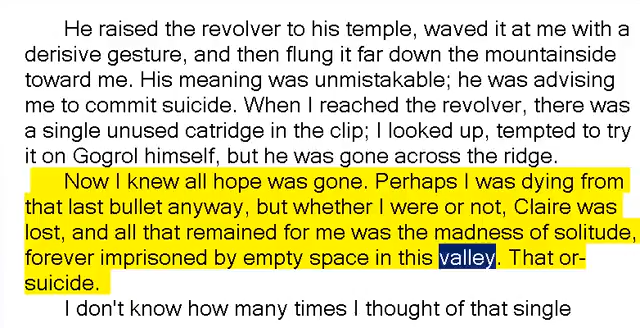 He raised the revolver to his temple, waved it at me with a
derisive gesture, and then flung it far down the mountainside
toward me. His meaning was unmistakable; he was advising
me to commit suicide. When I reached the revolver, there was
a single unused catridge in the clip; I looked up, tempted to try
it on Gogrol himself, but he was gone across the ridge.
Now I knew all hope was gone. Perhaps I was dying from
that last bullet anyway, but whether I were or not, Claire was
lost, and all that remained for me was the madness of solitude,
forever imprisoned by empty space in this valley. That or-
suicide.
I don't know how many times I thought of that single